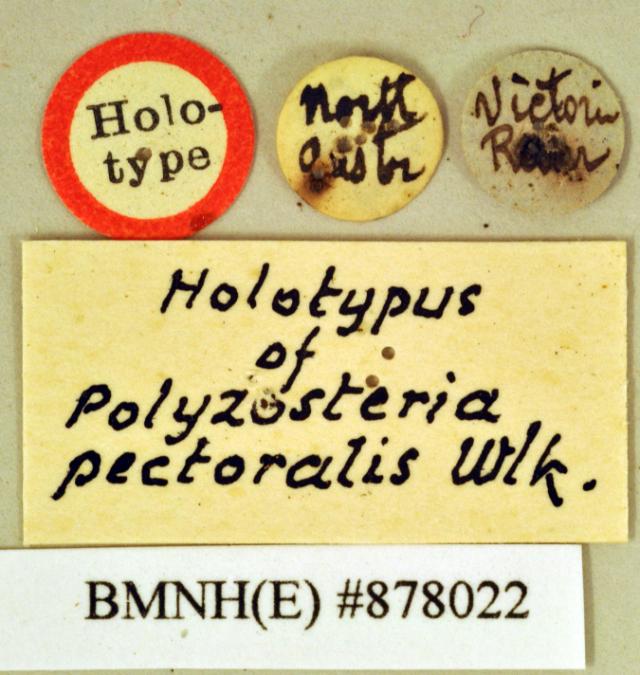 Holo-
type
North
Austr
Victoria
River
Holotypus
of
Polyzosteria
pectoralis Wlk.
BMNH(E) #878022